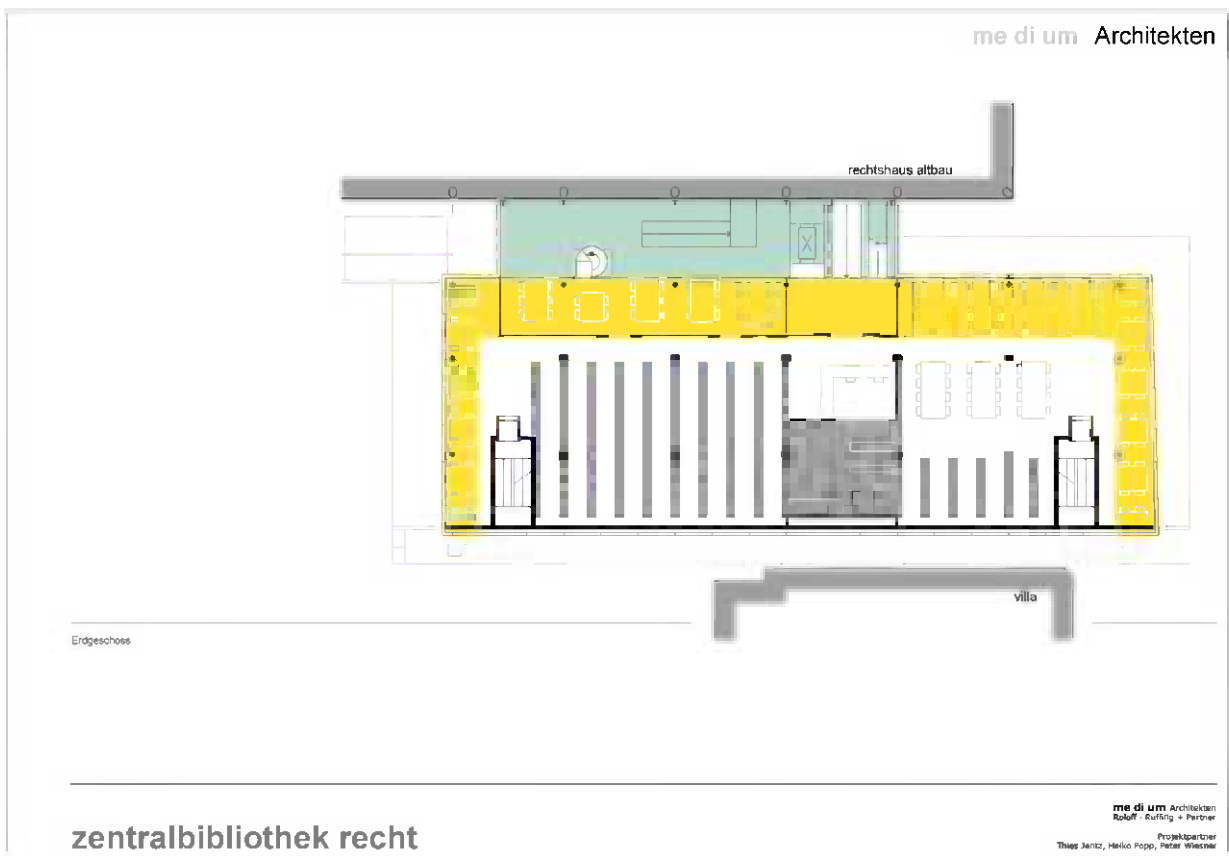 me di um Architekten
rechtshaus altbau
villa
Erdgeschoss
me di um Architekten
Roloff · Ruffing + Partner
zentralbibliothek recht
Projektpartner
Thies Jentz, Heiko Popp, Peter Wiesner